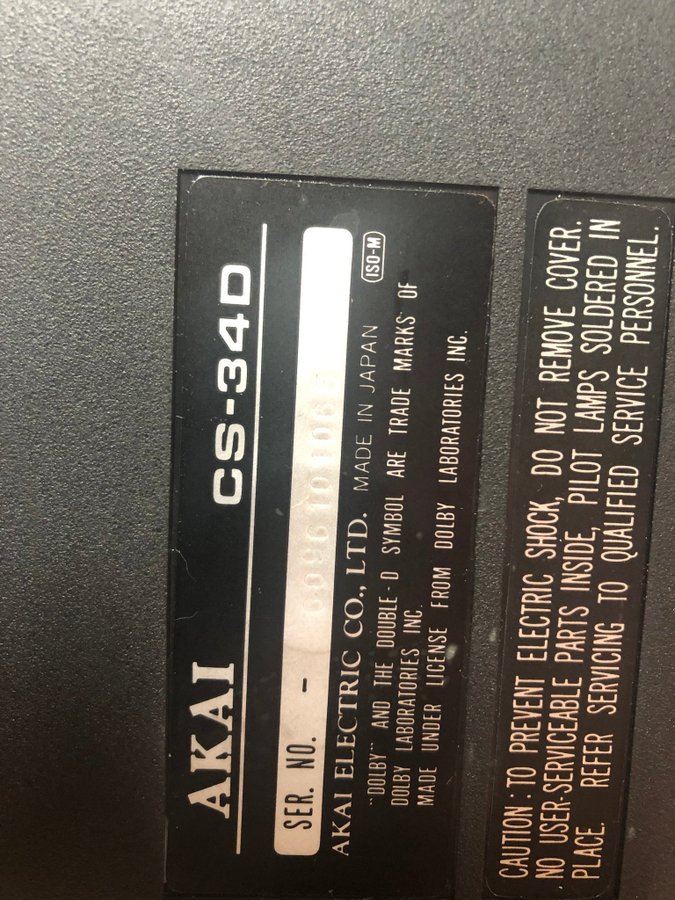 AKAI CS-34D
SER. NO. –
AKAI ELECTRIC CO., LTD. MADE IN JAPAN ISO-M
"DOLBY" AND THE DOUBLE-D SYMBOL ARE TRADE MARKS OF
DOLBY LABORATORIES INC.
MADE UNDER LICENSE FROM DOLBY LABORATORIES INC.
CAUTION : TO PREVENT ELECTRIC SHOCK, DO NOT REMOVE COVER.
NO USER-SERVICEABLE PARTS INSIDE, PILOT LAMPS SOLDERED IN
PLACE. REFER SERVICING TO QUALIFIED SERVICE PERSONNEL.